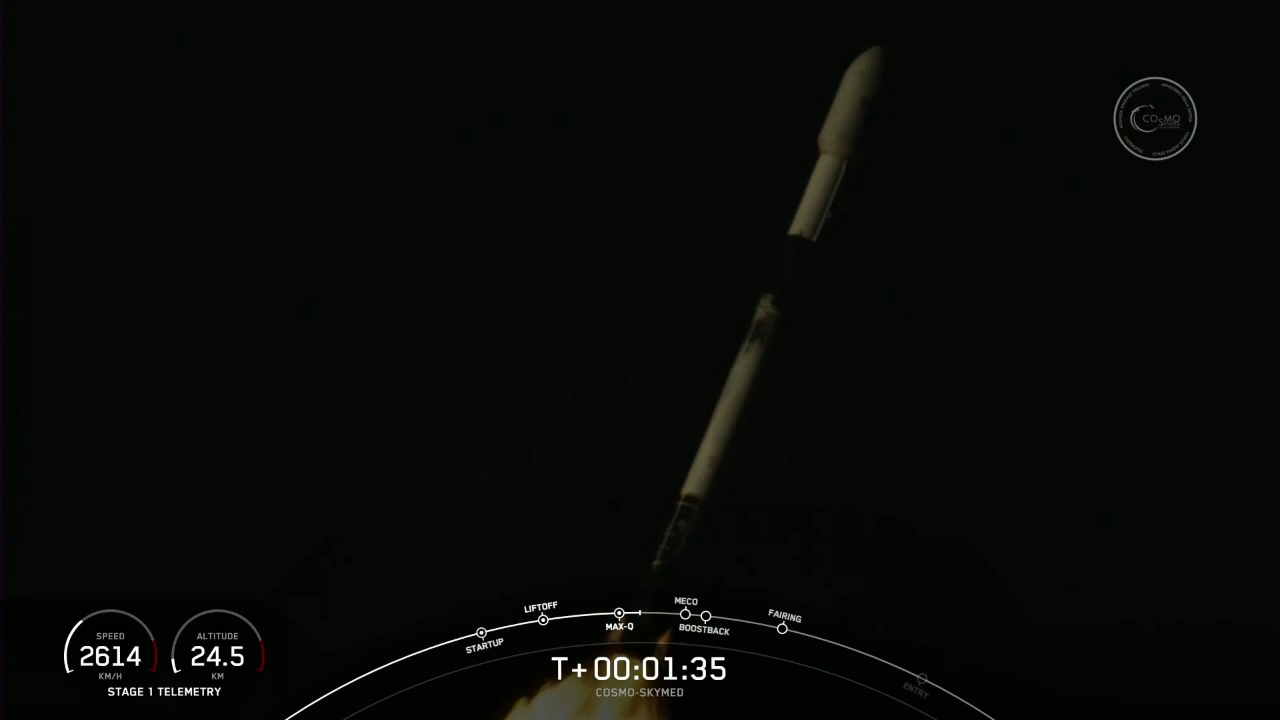 COSMO
SPEED
2614
KM/H
ALTITUDE
24.5
KM
STAGE 1 TELEMETRY
STARTUP
LIFTOFF
MAX-Q
MECO
BOOSTBACK
FAIRING
ENTRY
T+00:01:35
COSMO-SKYMED